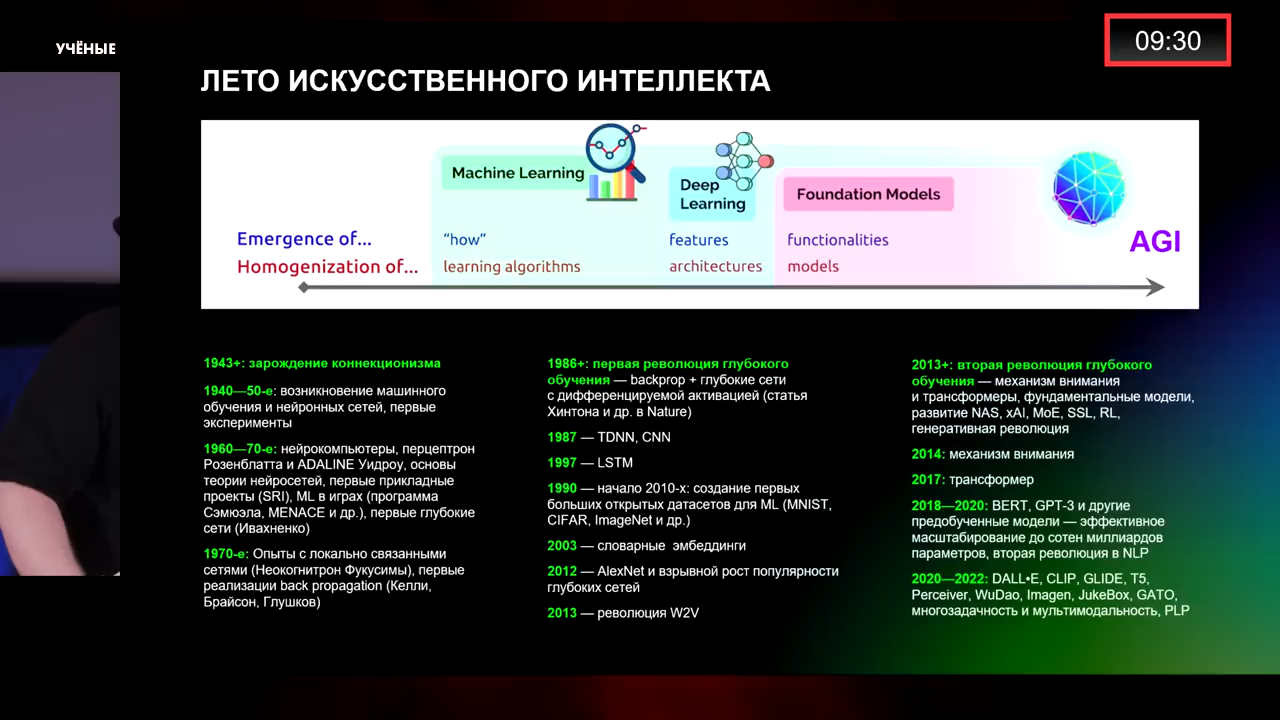 УЧЁНЫЕ
09:30
ЛЕТО ИСКУССТВЕННОГО ИНТЕЛЛЕКТА
Machine Learning
Deep
Learning
Foundation Models
AGI
Emergence of...
“how”
features
functionalities
Homogenization of...
learning algorithms
architectures
models
1943+: зарождение коннекционизма
1940—50-е: возникновение машинного
обучения и нейронных сетей, первые
эксперименты
1960—70-е: нейрокомпьютеры, перцептрон
Розенблатта и ADALINE Уидроу, основы
теории нейросетей, первые прикладные
проекты (SRI), ML в играх (программа
Сэмюэла, MENACE и др.), первые глубокие
сети (Ивахненко)
1970-е: Опыты с локально связанными
сетями (Неокогнитрон Фукусимы), первые
реализации back propagation (Келли,
Брайсон, Глушков)
1986+: первая революция глубокого
обучения — backprop + глубокие сети
с дифференцируемой активацией (статья
Хинтона и др. в Nature)
1987 — TDNN, CNN
1997 — LSTM
1990 — начало 2010-х: создание первых
больших открытых датасетов для ML (MNIST,
CIFAR, ImageNet и др.)
2003 — словарные эмбеддинги
2012 — AlexNet и взрывной рост популярности
глубоких сетей
2013 — революция W2V
2013+: вторая революция глубокого
обучения — механизм внимания
и трансформеры, фундаментальные модели,
развитие NAS, xAI, MoE, SSL, RL,
генеративная революция
2014: механизм внимания
2017: трансформер
2018—2020: BERT, GPT-3 и другие
предобученные модели — эффективное
масштабирование до сотен миллиардов
параметров, вторая революция в NLP
2020—2022: DALL•E, CLIP, GLIDE, T5,
Perceiver, WuDao, Imagen, JukeBox, GATO,
многозадачность и мультимодальность, PLP